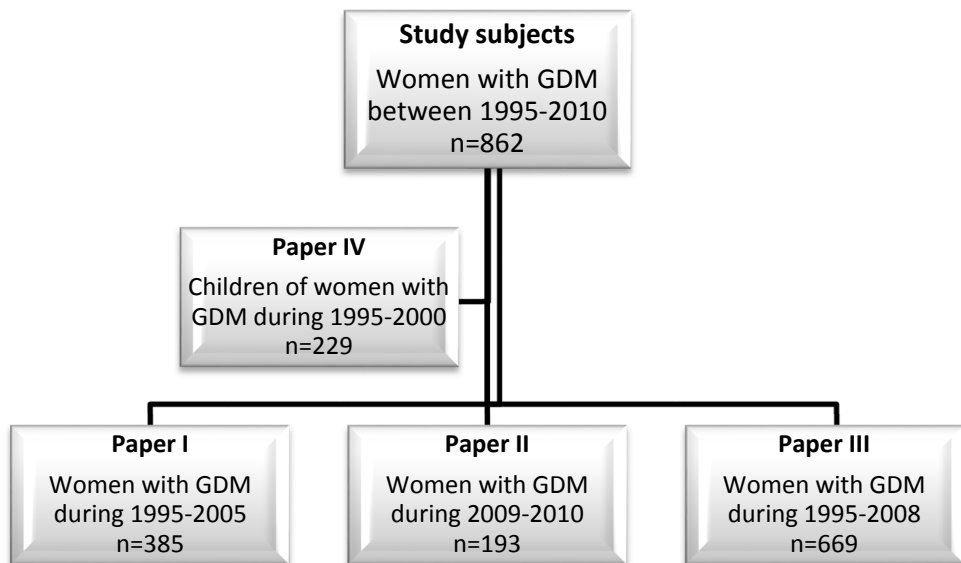 Study subjects
Women with GDM
between 1995-2010
n=862
Paper IV
Children of women with
GDM during 1995-2000
n=229
Paper I
Women with GDM
during 1995-2005
n=385
Paper II
Women with GDM
during 2009-2010
n=193
Paper III
Women with GDM
during 1995-2008
n=669